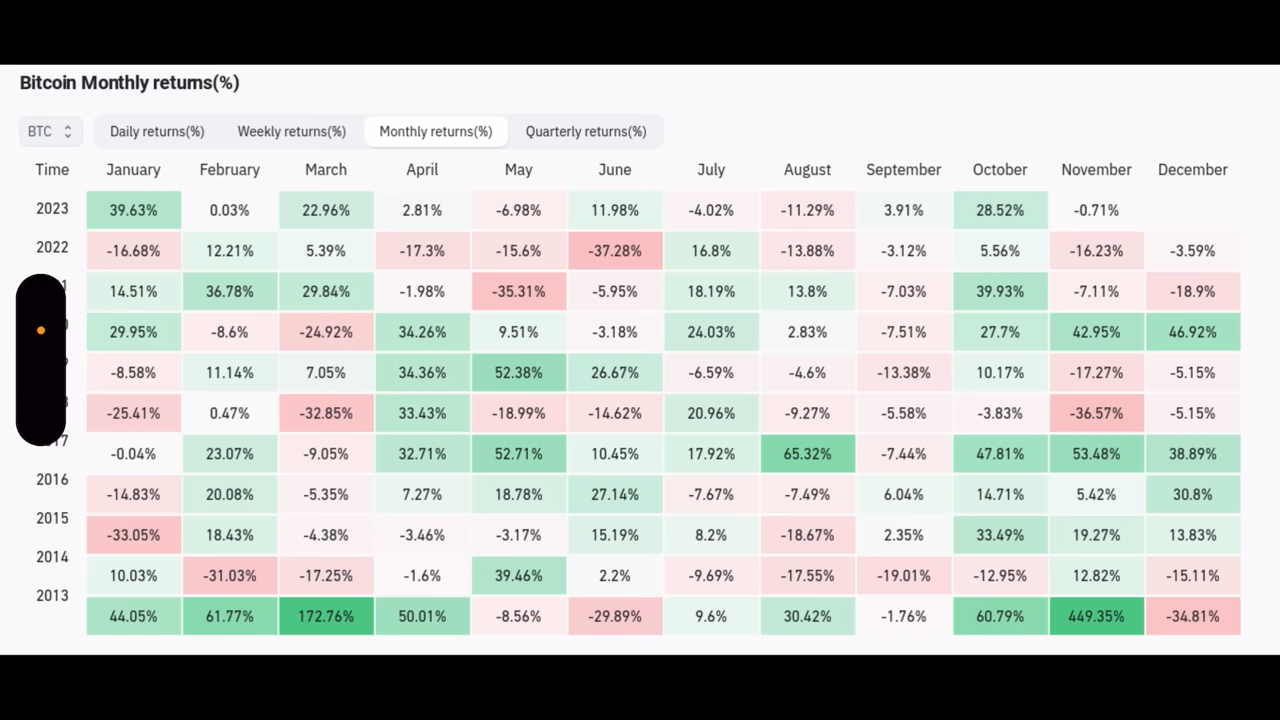 Bitcoin Monthly returns(%)
BTC Daily returns(%) Weekly returns(%) Monthly returns(%) Quarterly returns(%)
Time January February March April May June July August September October November December
2023 39.63% 0.03% 22.96% 2.81% -6.98% 11.98% -4.02% -11.29% 3.91% 28.52% -0.71%
2022 -16.68% 12.21% 5.39% -17.3% -15.6% -37.28% 16.8% -13.88% -3.12% 5.56% -16.23% -3.59%
14.51% 36.78% 29.84% -1.98% -35.31% -5.95% 18.19% 13.8% -7.03% 39.93% -7.11% -18.9%
29.95% -8.6% -24.92% 34.26% 9.51% -3.18% 24.03% 2.83% -7.51% 27.7% 42.95% 46.92%
-8.58% 11.14% 7.05% 34.36% 52.38% 26.67% -6.59% -4.6% -13.38% 10.17% -17.27% -5.15%
-25.41% 0.47% -32.85% 33.43% -18.99% -14.62% 20.96% -9.27% -5.58% -3.83% -36.57% -5.15%
-0.04% 23.07% -9.05% 32.71% 52.71% 10.45% 17.92% 65.32% -7.44% 47.81% 53.48% 38.89%
2016 -14.83% 20.08% -5.35% 7.27% 18.78% 27.14% -7.67% -7.49% 6.04% 14.71% 5.42% 30.8%
2015 -33.05% 18.43% -4.38% -3.46% -3.17% 15.19% 8.2% -18.67% 2.35% 33.49% 19.27% 13.83%
2014 10.03% -31.03% -17.25% -1.6% 39.46% 2.2% -9.69% -17.55% -19.01% -12.95% 12.82% -15.11%
2013 44.05% 61.77% 172.76% 50.01% -8.56% -29.89% 9.6% 30.42% -1.76% 60.79% 449.35% -34.81%